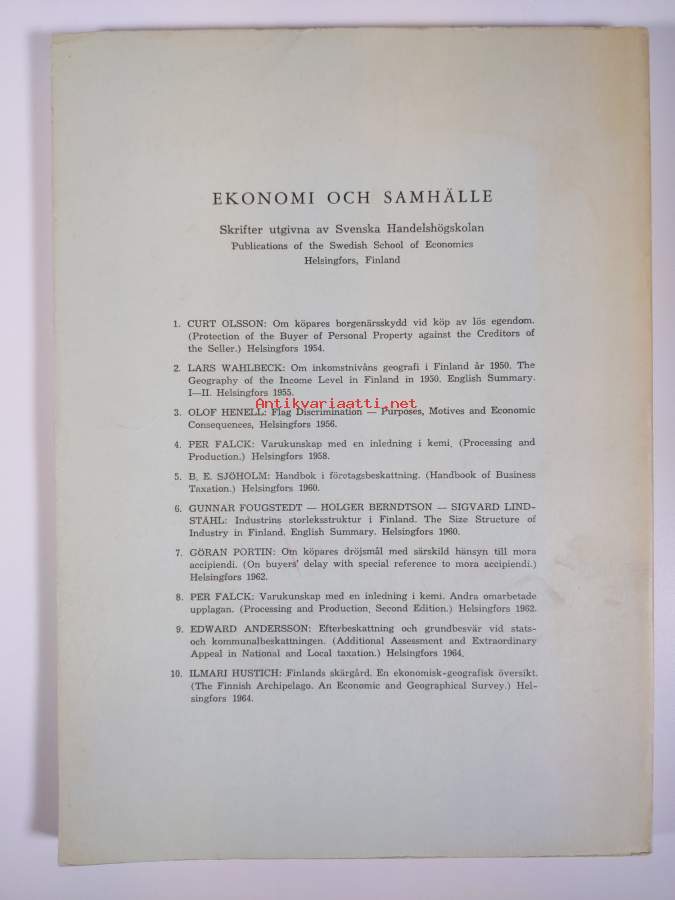 EKONOMI OCH SAMHÄLLE
Skrifter utgivna av Svenska Handelshögskolan
Publications of the Swedish School of Economics
Helsingfors, Finland
1. CURT OLSSON: Om köpares borgenärsskydd vid köp av lös egendom.
(Protection of the Buyer of Personal Property against the Creditors of
the Seller.) Helsingfors 1954.
2. LARS WAHLBECK: Om inkomstnivåns geografi i Finland år 1950. The
Geography of the Income Level in Finland in 1950. English Summary.
I—II. Helsingfors 1955.
Antikvariaatti.net
3. OLOF HENELL: Flag Discrimination — Purposes, Motives and Economic
Consequences, Helsingfors 1956.
4. PER FALCK: Varukunskap med en inledning i kemi. (Processing and
Production.) Helsingfors 1958.
5. B. E. SJÖHOLM: Handbok i företagsbeskattning. (Handbook of Business
Taxation.) Helsingfors 1960.
6. GUNNAR FOUGSTEDT — HOLGER BERNDTSON — SIGVARD LIND-
STÅHL: Industrins storleksstruktur i Finland. The Size Structure of
Industry in Finland. English Summary. Helsingfors 1960.
7. GÖRAN PORTIN: Om köpares dröjsmål med särskild hänsyn till mora
accipiendi. (On buyers' delay with special reference to mora accipiendi.)
Helsingfors 1962.
8. PER FALCK: Varukunskap med en inledning i kemi. Andra omarbetade
upplagan. (Processing and Production. Second Edition.) Helsingfors 1962.
9. EDWARD ANDERSSON: Efterbeskattning och grundbesvär vid stats-
och kommunalbeskattningen. (Additional Assessment and Extraordinary
Appeal in National and Local taxation.) Helsingfors 1964.
10. ILMARI HUSTICH: Finlands skärgård. En ekonomisk-geografisk översikt.
(The Finnish Archipelago. An Economic and Geographical Survey.) Hel-
singfors 1964.